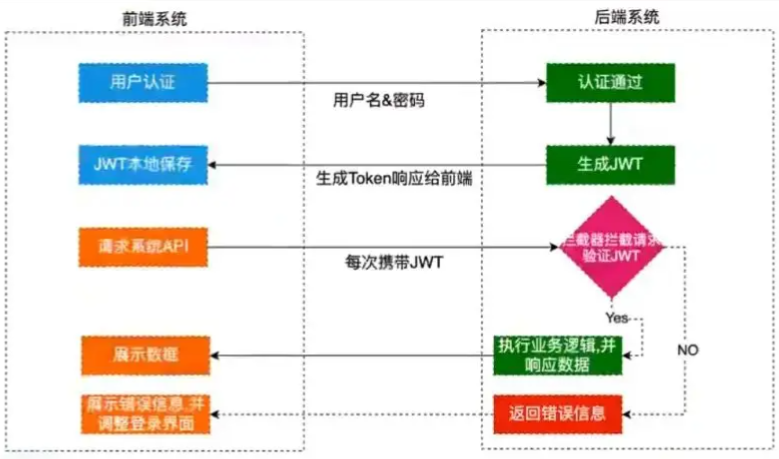 前端系统
后端系统
用户认证
用户名&密码
认证通过
JWT本地保存
生成Token响应给前端
生成JWT
请求系统API
每次携带JWT
拦截器拦截请求
验证JWT
Yes
NO
展示数据
执行业务逻辑,并
响应数据
展示错误信息,并
调整登录界面
返回错误信息